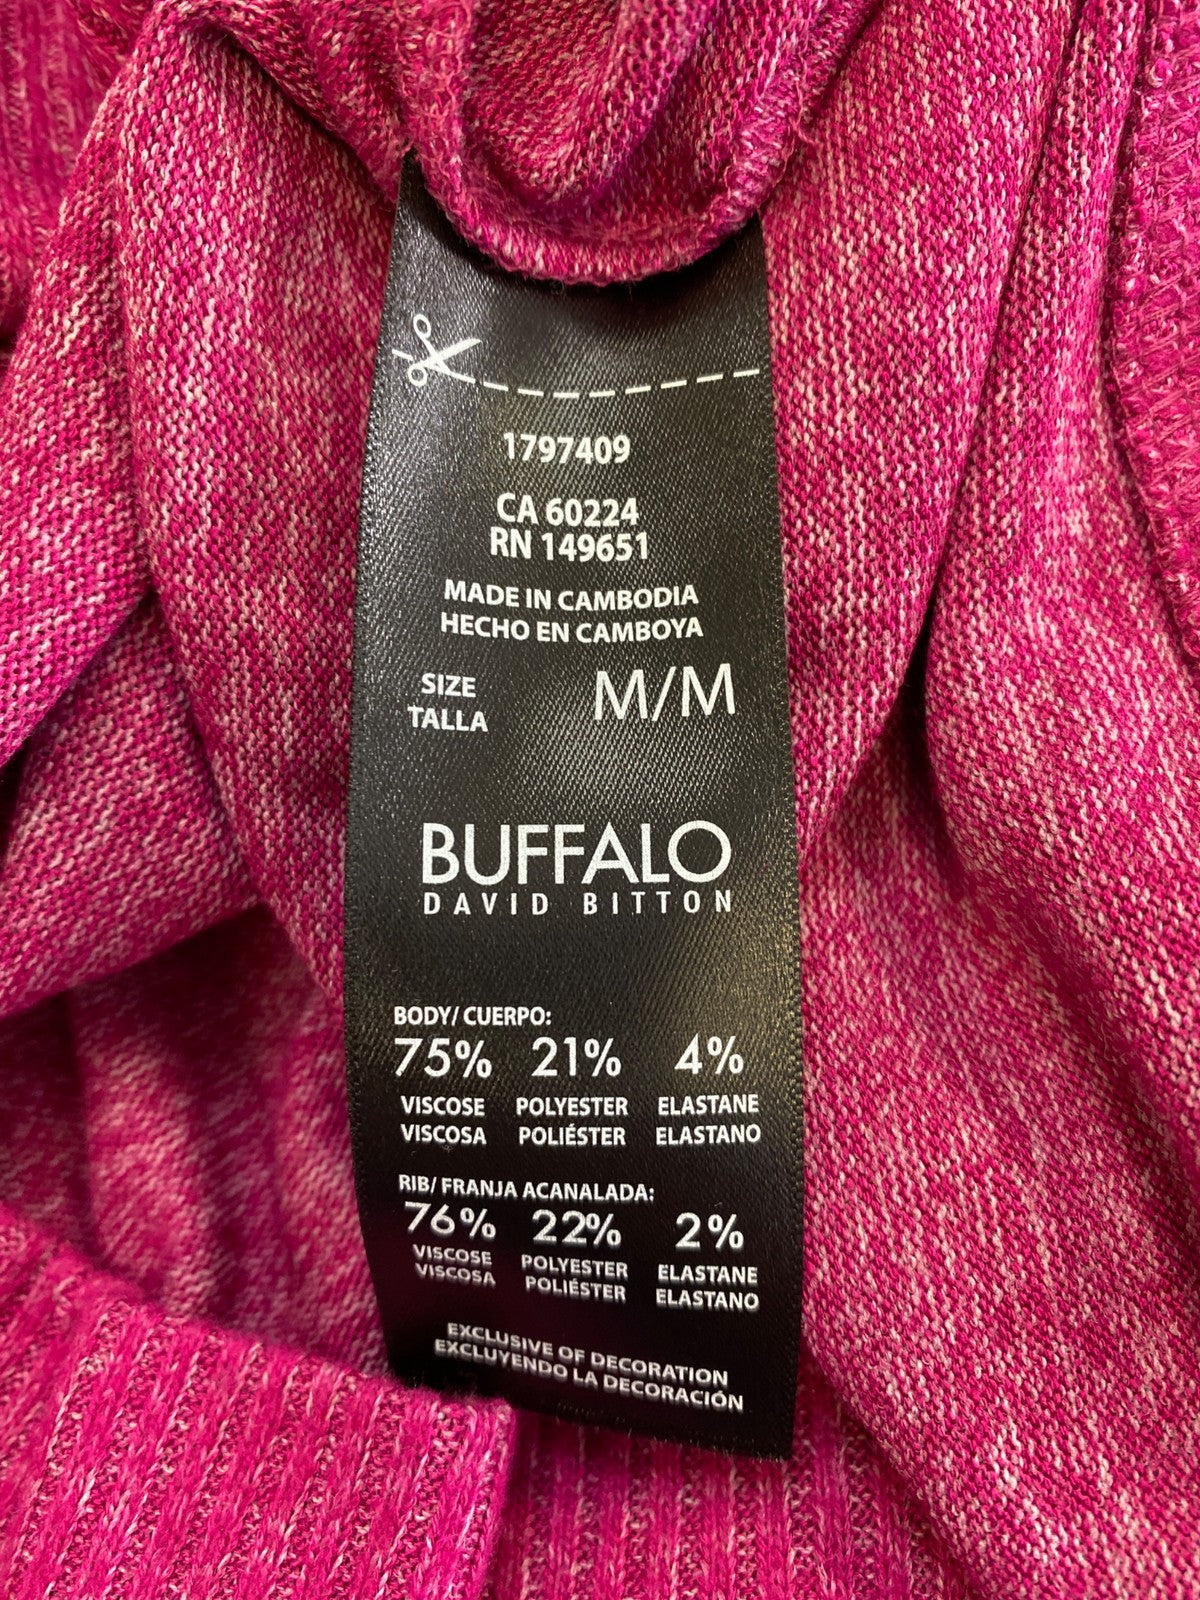 1797409
CA 60224
RN 149651
MADE IN CAMBODIA
HECHO EN CAMBOYA
SIZE
TALLA
M/M
BUFFALO
DAVID BITTON
BODY/ CUERPO:
75% 21% 4%
VISCOSE POLYESTER ELASTANE
VISCOSA POLIÉSTER ELASTANO
RIB/ FRANJA ACANALADA:
76% 22% 2%
VISCOSE POLYESTER ELASTANE
VISCOSA POLIÉSTER ELASTANO
EXCLUSIVE OF DECORATION
EXCLUYENDO LA DECORACIÓN